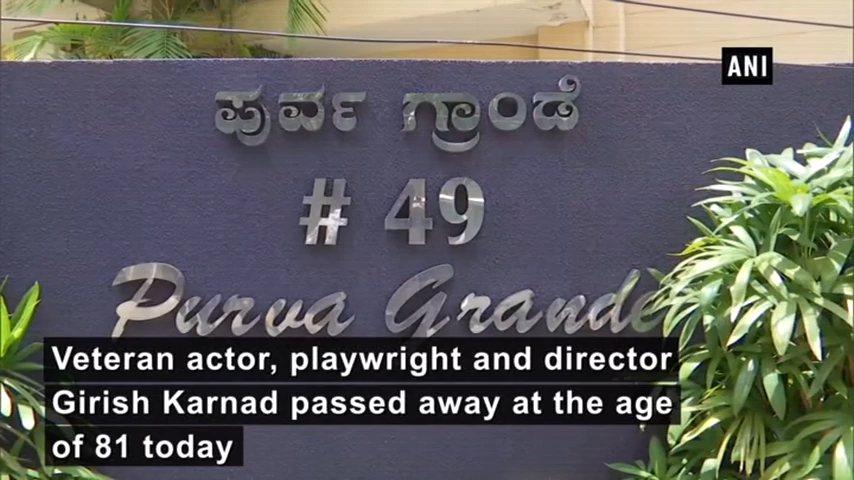 ANI
ಪುರ್ವ ಗ್ರಾಂಡೆ
# 49
Purva Grande
Veteran actor, playwright and director
Girish Karnad passed away at the age
of 81 today